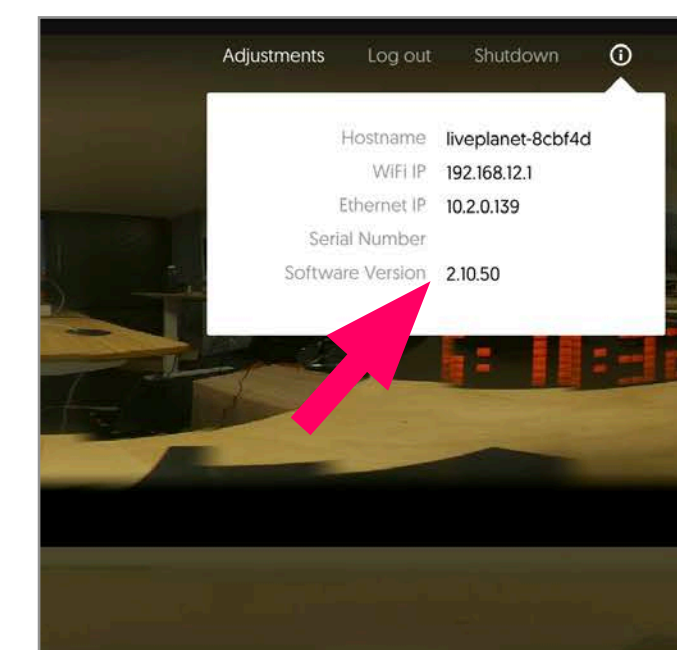 Adjustments Log out Shutdown
Hostname liveplanet-8cbf4d
WiFi IP 192.168.12.1
Ethernet IP 10.2.0.139
Serial Number
Software Version 2.10.50